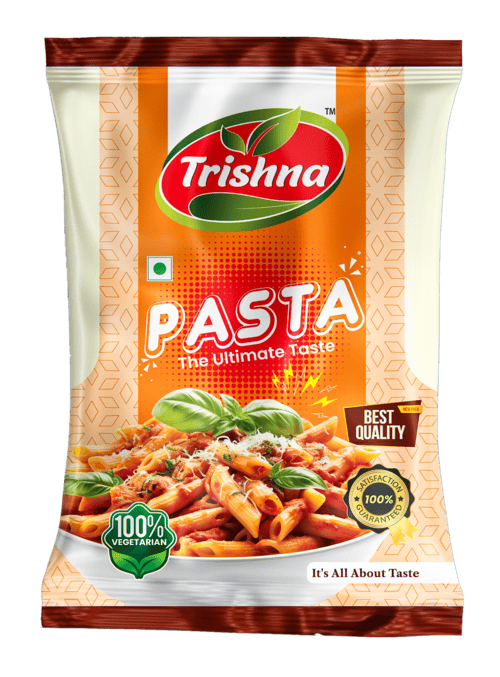 TM
Trishna
PASTA
The Ultimate Taste
BEST
QUALITY
SATISFACTION
100%
GUARANTEED
100%
VEGETARIAN
It's All About Taste